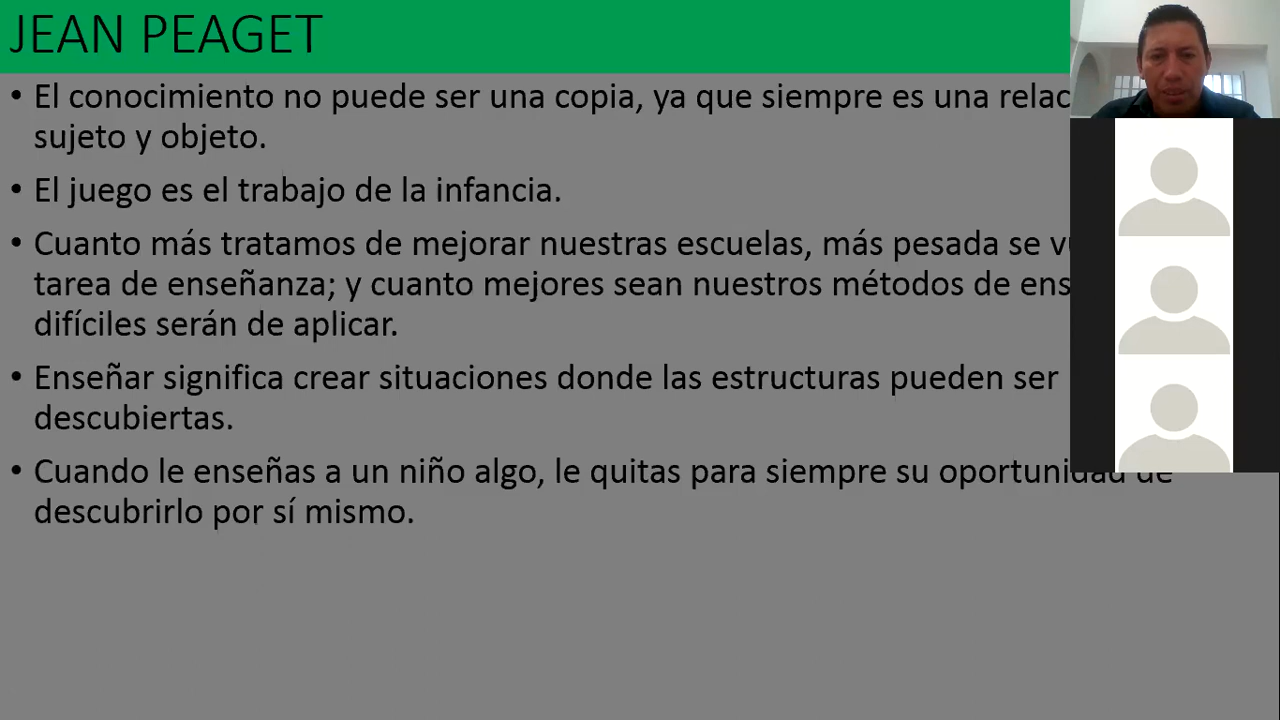 JEAN PEAGET
• El conocimiento no puede ser una copia, ya que siempre es una
sujeto y objeto.
• El juego es el trabajo de la infancia.
• Cuanto más tratamos de mejorar nuestras escuelas, más pesada se
tarea de enseñanza; y cuanto mejores sean nuestros métodos de
difíciles serán de aplicar.
• Enseñar significa crear situaciones donde las estructuras pueden ser
descubiertas.
• Cuando le enseñas a un niño algo, le quitas para siempre su oportunidad de
descubrirlo por sí mismo.